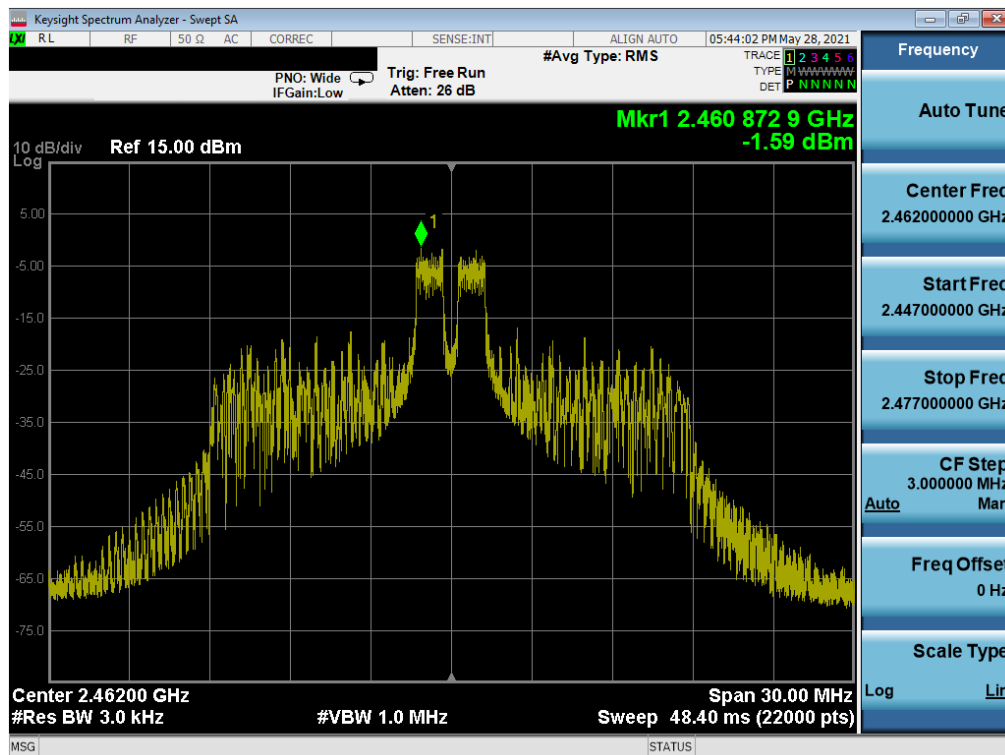 Keysight Spectrum Analyzer - Swept SA
LXI RL RF 50 Ω AC CORREC SENSE:INT ALIGN AUTO 05:44:02 PM May 28, 2021
PNO: Wide Trig: Free Run #Avg Type: RMS TRACE 1 2 3 4 5 6
IFGain:Low Atten: 26 dB TYPE M WWWWW
DET P N N N N N
Mkr1 2.460 872 9 GHz
-1.59 dBm
10 dB/div Ref 15.00 dBm
Log
1
5.00
-5.00
-15.0
-25.0
-35.0
-45.0
-55.0
-65.0
-75.0
Center 2.46200 GHz Span 30.00 MHz
#Res BW 3.0 kHz #VBW 1.0 MHz Sweep 48.40 ms (22000 pts)
MSG STATUS
Frequency
Auto Tune
Center Freq
2.462000000 GHz
Start Freq
2.447000000 GHz
Stop Freq
2.477000000 GHz
CF Step
3.000000 MHz
Auto Man
Freq Offset
0 Hz
Scale Type
Log Lin